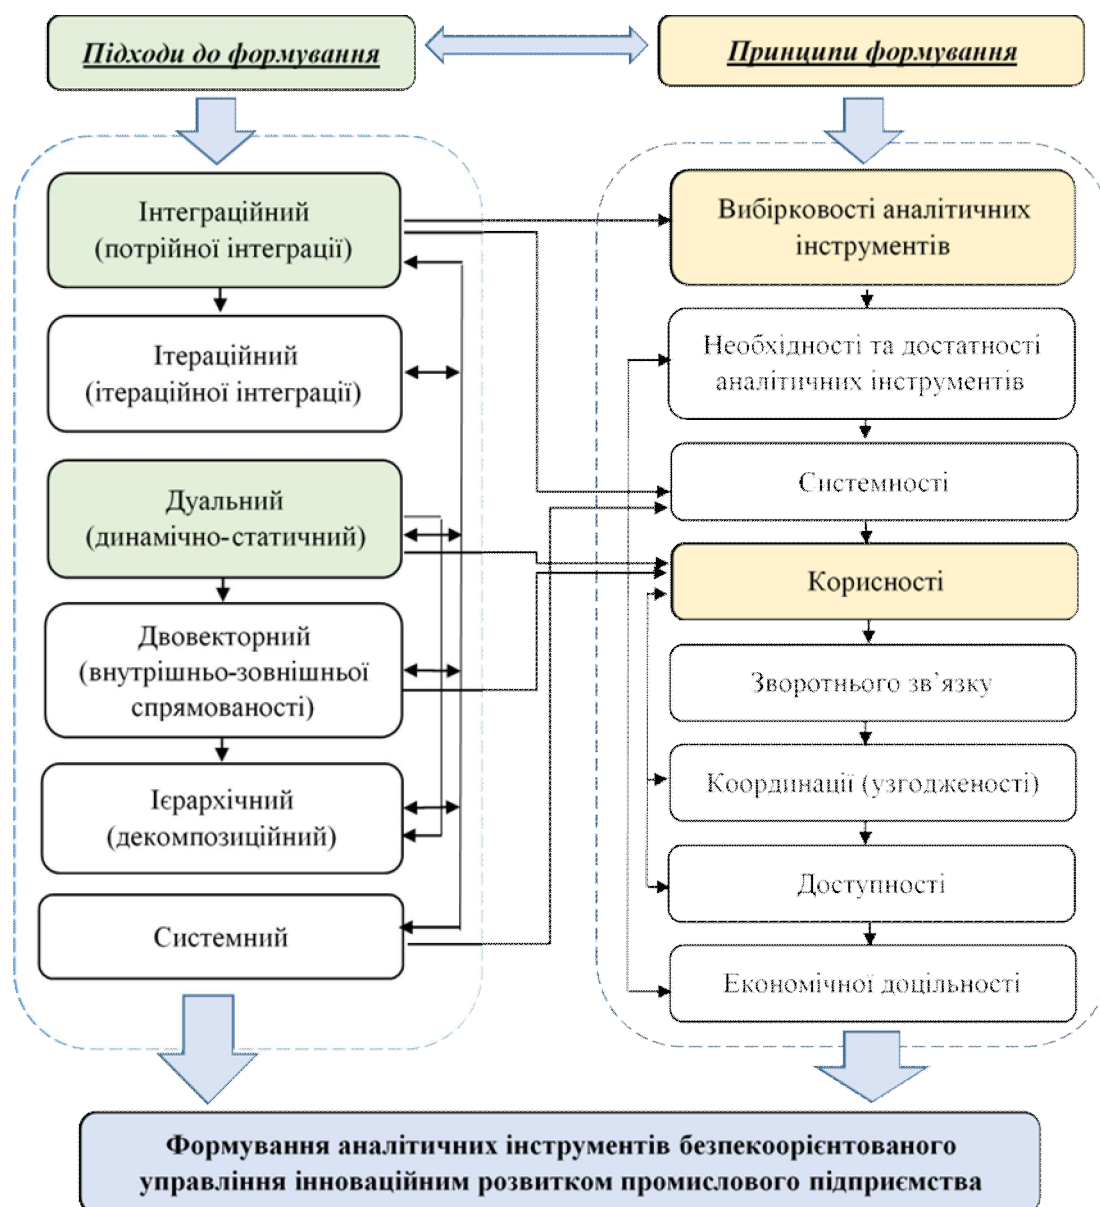 Підходи до формування
Принципи формування
Інтеграційний
(потрійної інтеграції)
Ітераційний
(ітераційної інтеграції)
Дуальний
(динамічно-статичний)
Двовекторний
(внутрішньо-зовнішньої
спрямованості)
Ієрархічний
(декомпозиційний)
Системний
Вибірковості аналітичних
інструментів
Необхідності та достатності
аналітичних інструментів
Системності
Корисності
Зворотнього зв’язку
Координації (узгодженості)
Доступності
Економічної доцільності
Формування аналітичних інструментів безпекоорієнтованого
управління інноваційним розвитком промислового підприємства